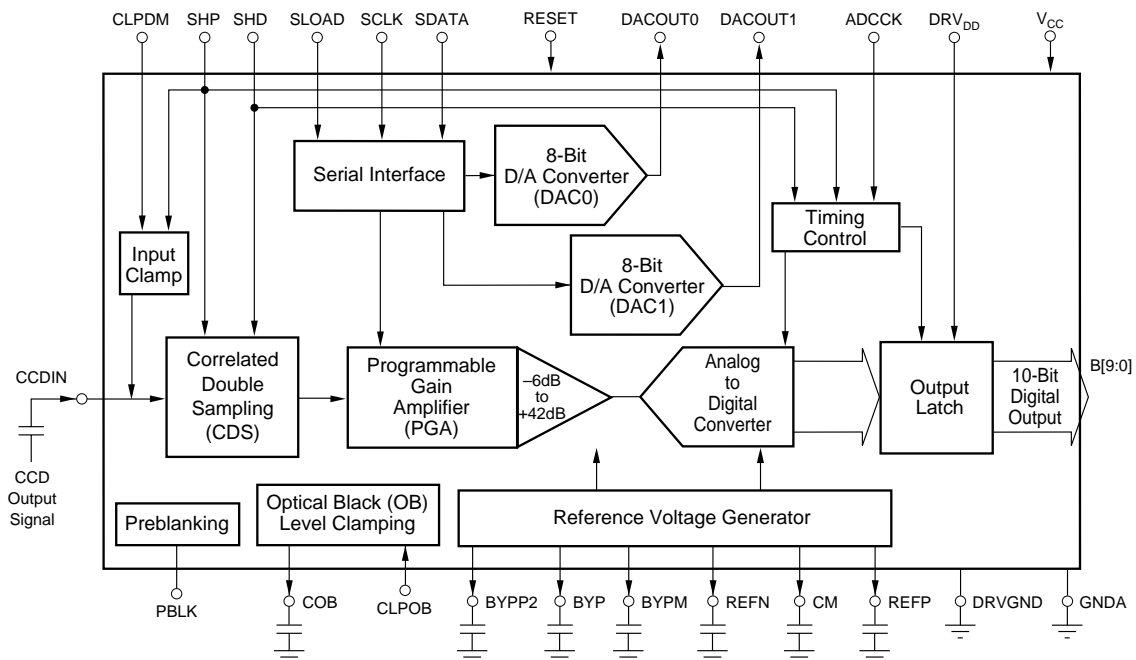 CLPDM SHP SHD SLOAD SCLK SDATA RESET DACOUT0 DACOUT1 ADCCK DRVDD VCC
Serial Interface
8-Bit
D/A Converter
(DAC0)
Timing
Control
Input
Clamp
8-Bit
D/A Converter
(DAC1)
CCDIN
Correlated
Double
Sampling
(CDS)
Programmable
Gain
Amplifier
(PGA)
–6dB
to
+42dB
Analog
to
Digital
Converter
Output
Latch
10-Bit
Digital
Output
B[9:0]
CCD
Output
Signal
Preblanking
Optical Black (OB)
Level Clamping
Reference Voltage Generator
PBLK COB CLPOB BYPP2 BYP BYPM REFN CM REFP DRVGND GNDA